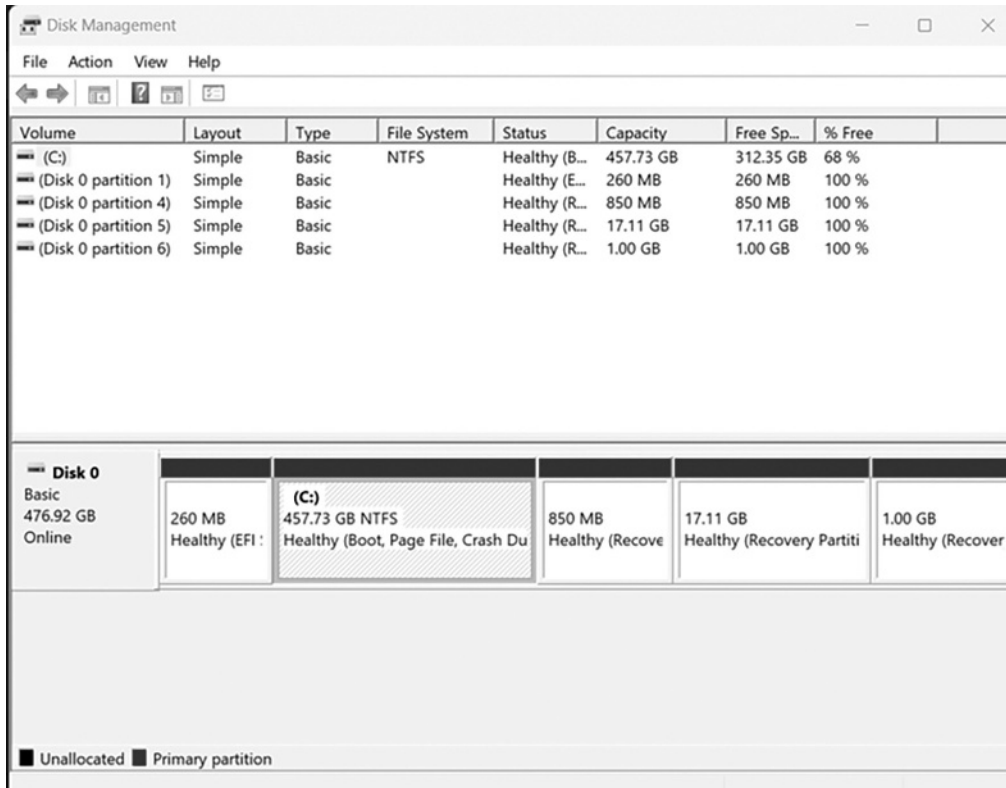 Disk Management
File Action View Help
Volume Layout Type File System Status Capacity Free Sp... % Free
(C:) Simple Basic NTFS Healthy (B... 457.73 GB 312.35 GB 68 %
(Disk 0 partition 1) Simple Basic Healthy (E... 260 MB 260 MB 100 %
(Disk 0 partition 4) Simple Basic Healthy (R... 850 MB 850 MB 100 %
(Disk 0 partition 5) Simple Basic Healthy (R... 17.11 GB 17.11 GB 100 %
(Disk 0 partition 6) Simple Basic Healthy (R... 1.00 GB 1.00 GB 100 %
Disk 0
Basic
476.92 GB
Online
260 MB
Healthy (EFI :
(C:)
457.73 GB NTFS
Healthy (Boot, Page File, Crash Du
850 MB
Healthy (Recove
17.11 GB
Healthy (Recovery Partiti
1.00 GB
Healthy (Recover
Unallocated Primary partition